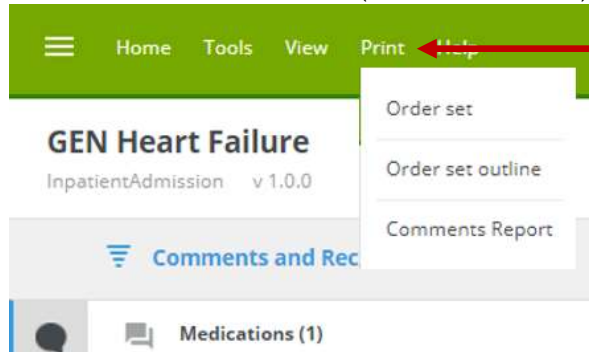 Home Tools View Print Help
Order set
GEN Heart Failure
Order set outline
InpatientAdmission v 1.0.0
Comments Report
Comments and Rec
Medications (1)